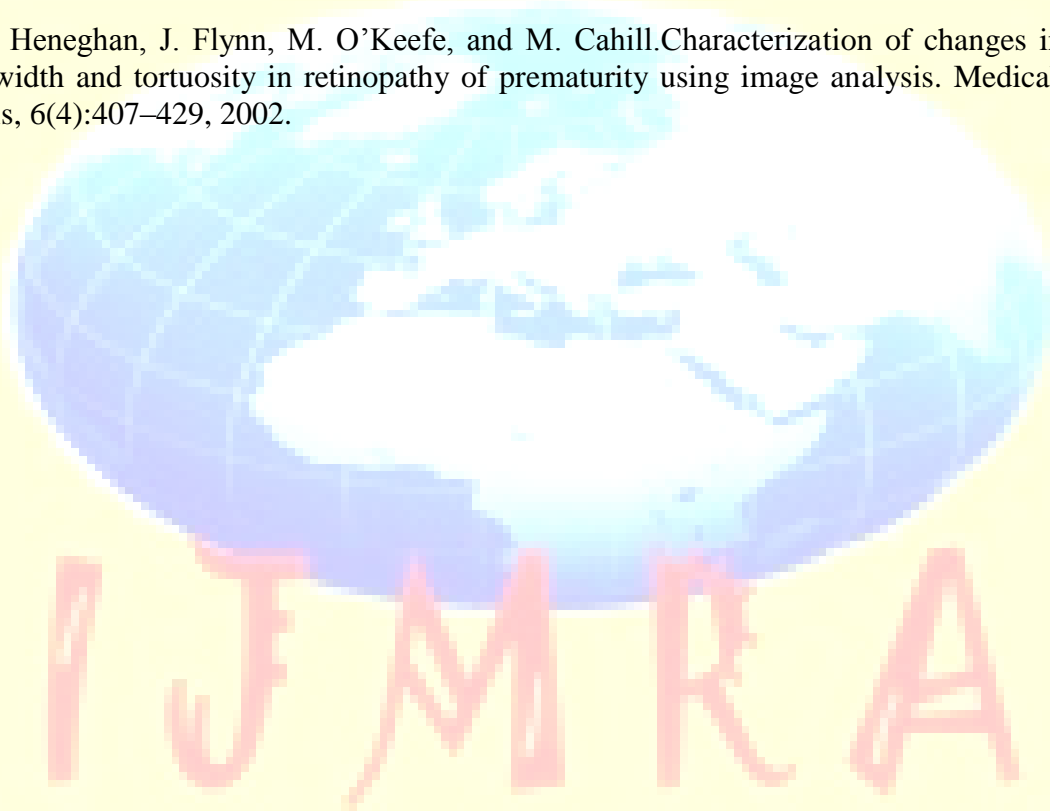 Heneghan, J. Flynn, M. O’Keefe, and M. Cahill.Characterization of changes i
width and tortuosity in retinopathy of prematurity using image analysis. Medica
s, 6(4):407–429, 2002.
IJMRA